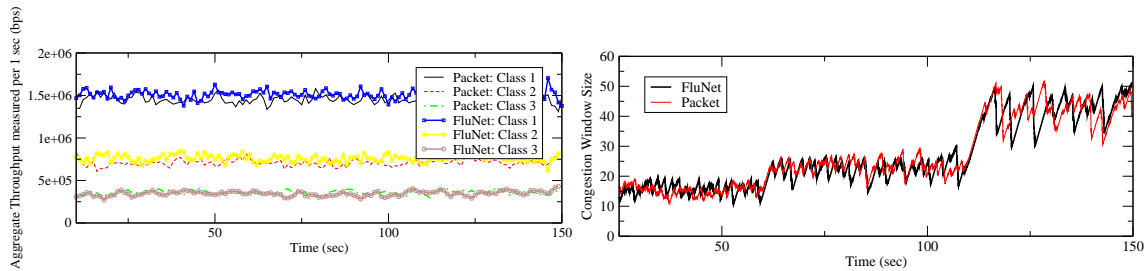 Aggregate Throughput measured per 1 sec (bps)
2e+06
1.5e+06
1e+06
5e+05
0
50
100
150
Time (sec)
Packet: Class 1
Packet: Class 2
Packet: Class 3
FluNet: Class 1
FluNet: Class 2
FluNet: Class 3
Congestion Window Size
60
50
40
30
20
10
0
50
100
150
Time (sec)
FluNet
Packet